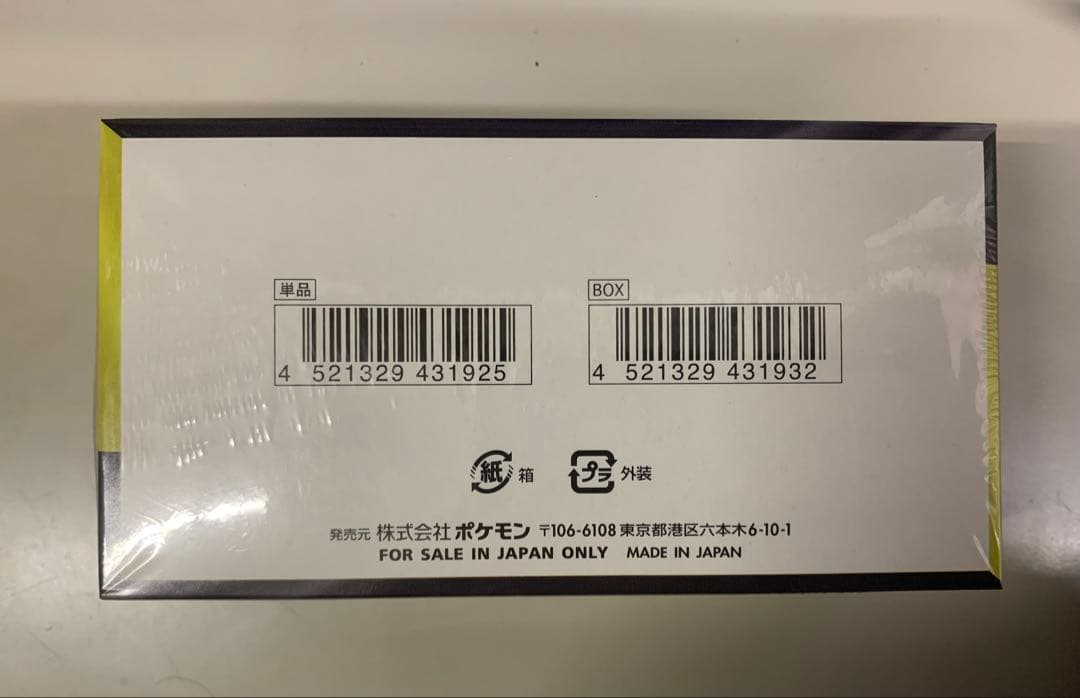 単品
4 521329 431925
BOX
4 521329 431932
紙 箱
プラ 外装
発売元 株式会社ポケモン 〒106-6108 東京都港区六本木6-10-1
FOR SALE IN JAPAN ONLY MADE IN JAPAN